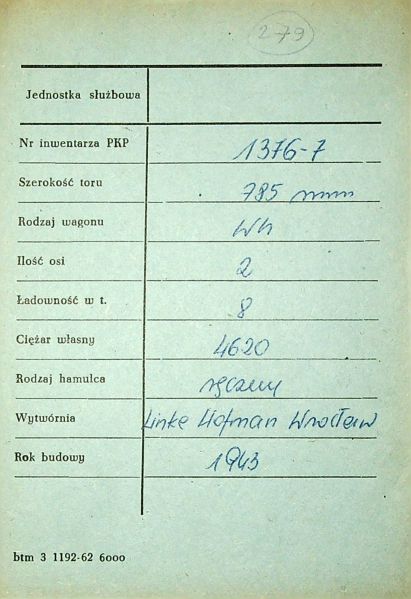 279
Jednostka służbowa
Nr inwentarza PKP 1376-7
Szerokość toru 785 mm
Rodzaj wagonu Wh
Ilość osi 2
Ładowność w t. 8
Ciężar własny 4620
Rodzaj hamulca ręczny
Wytwórnia Linke Hofman Wrocław
Rok budowy 1943
btm 3 1192-62 6000